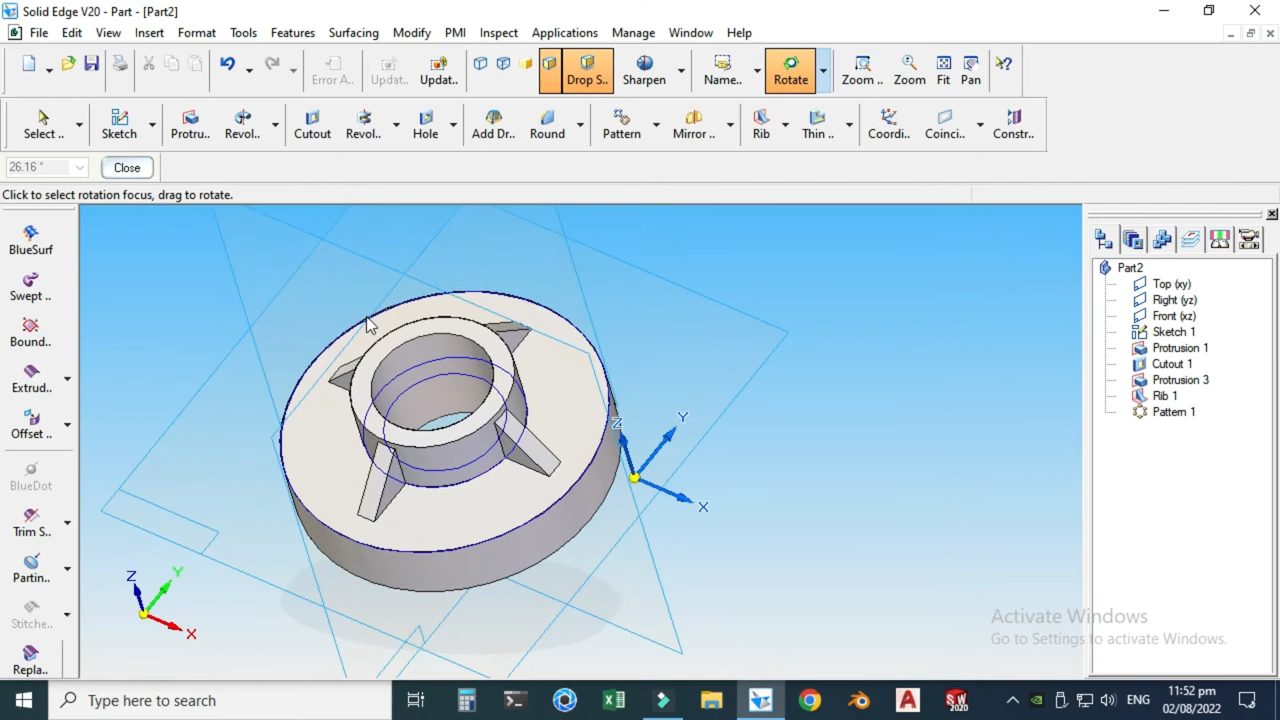 Solid Edge V20 - Part - [Part2]
File Edit View Insert Format Tools Features Surfacing Modify PMI Inspect Applications Manage Window Help
Error A.. Updat.. Updat.. Drop S.. Sharpen Name.. Rotate Zoom .. Zoom Fit Pan
Select .. Sketch Protru.. Revol.. Cutout Revol.. Hole Add Dr.. Round Pattern Mirror .. Rib Thin .. Coordi.. Coinci.. Constr..
26.16 ° Close
Click to select rotation focus, drag to rotate.
BlueSurf
Swept ..
Bound..
Extrud..
Offset ..
BlueDot
Trim S..
Partin..
Stitche..
Repla..
Z
Y
X
Z
Y
X
Part2
Top (xy)
Right (yz)
Front (xz)
Sketch 1
Protrusion 1
Cutout 1
Protrusion 3
Rib 1
Pattern 1
Activate Windows
Go to Settings to activate Windows.
Type here to search
ENG
11:52 pm
02/08/2022
SW
2020